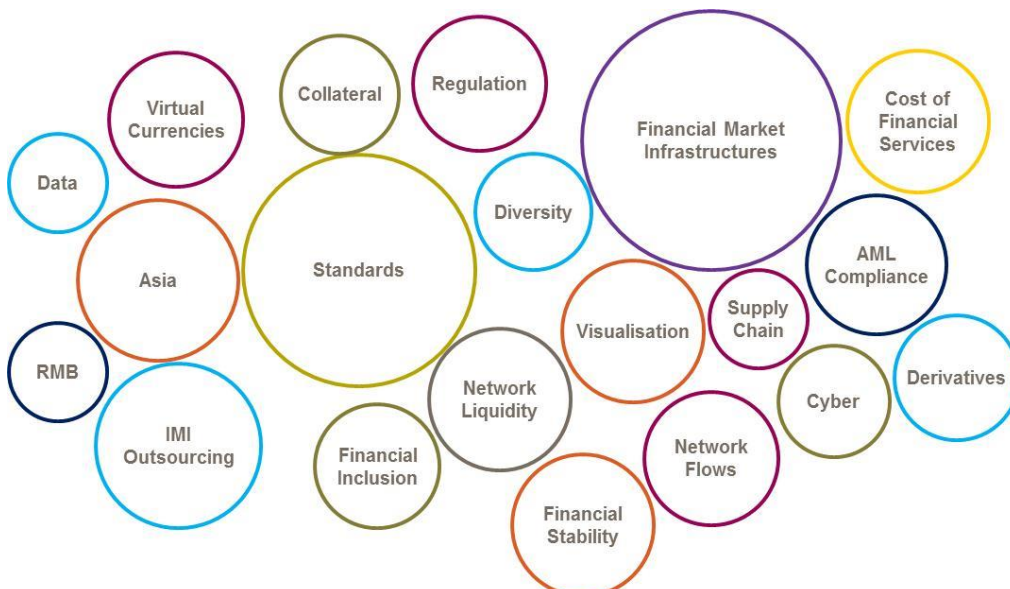 Virtual
Currencies
Collateral
Regulation
Financial Market
Infrastructures
Cost of
Financial
Services
Data
Asia
Standards
Diversity
AML
Compliance
Visualisation
Supply
Chain
RMB
IMI
Outsourcing
Network
Liquidity
Derivatives
Cyber
Financial
Inclusion
Network
Flows
Financial
Stability